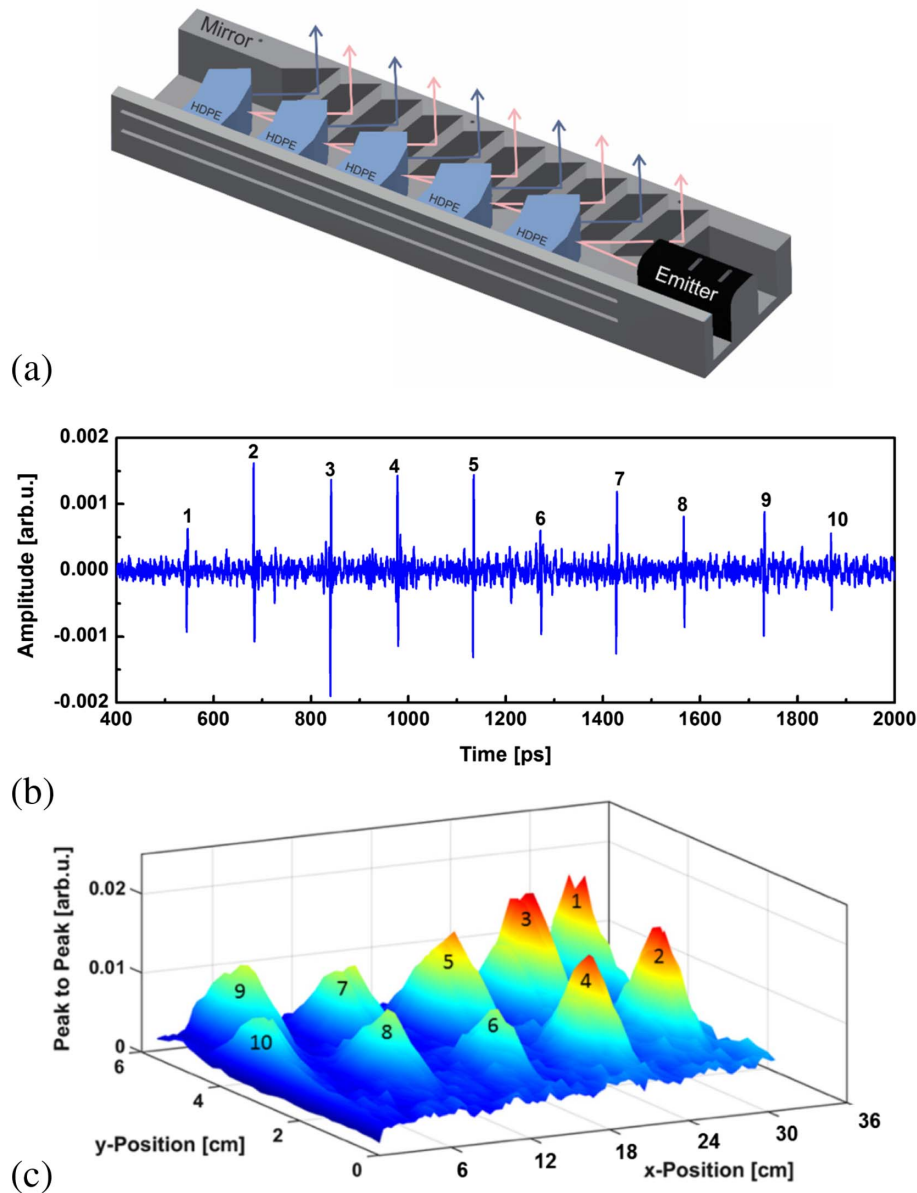 Mirror
HDPE
HDPE
HDPE
HDPE
HDPE
Emitter
(a)
Amplitude [arb.u.]
0.002
0.001
0.000
-0.001
-0.002
1
2
3
4
5
6
7
8
9
10
400 600 800 1000 1200 1400 1600 1800 2000
Time [ps]
(b)
Peak to Peak [arb.u.]
0.02
0.01
0
1
2
3
4
5
6
7
8
9
10
6
4
2
0
y-Position [cm]
6
12
18
24
30
36
x-Position [cm]
(c)